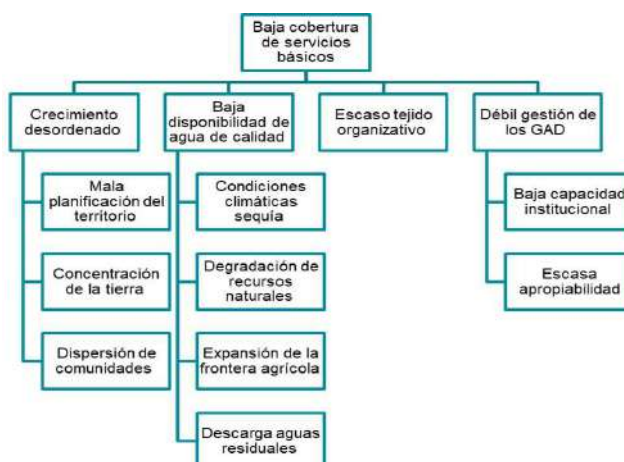 Baja cobertura
de servicios
básicos
Crecimiento
desordenado
Baja
disponibilidad de
agua de calidad
Escaso tejido
organizativo
Débil gestión de
los GAD
Mala
planificación del
territorio
Concentración
de la tierra
Dispersión de
comunidades
Condiciones
climáticas
sequía
Degradación de
recursos
naturales
Expansión de la
frontera agrícola
Descarga aguas
residuales
Baja capacidad
institucional
Escasa
apropiabilidad